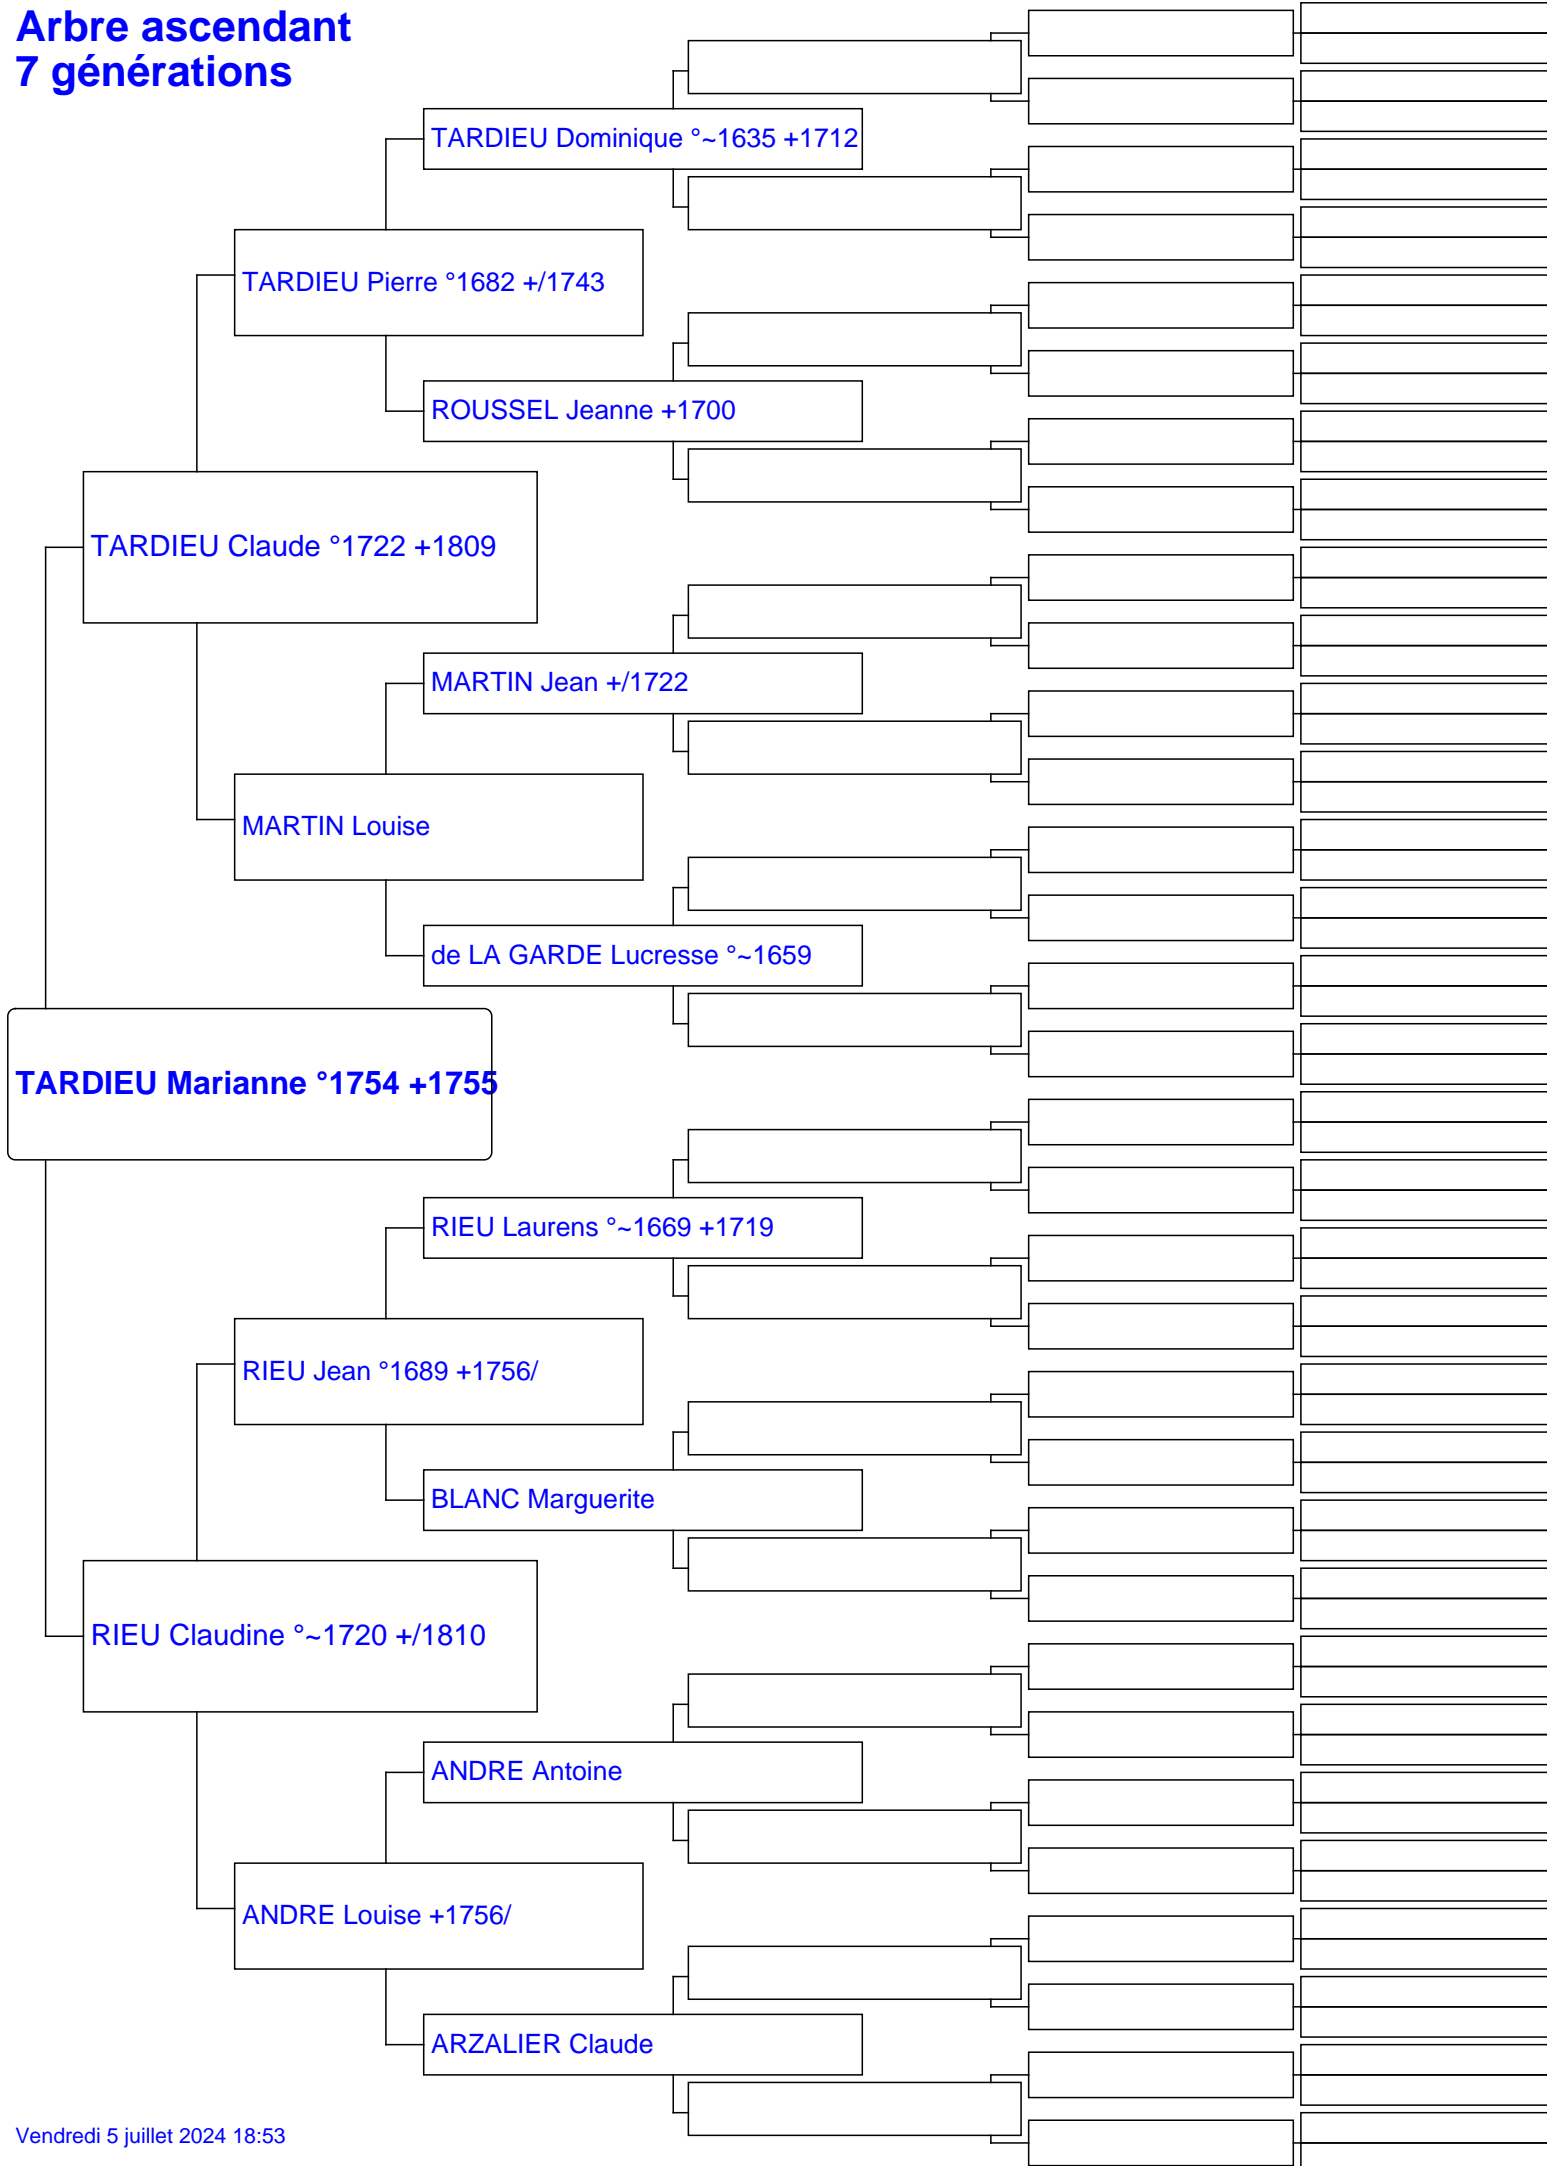 Arbre ascendant
7 générations
TARDIEU Dominique °~1635 +1712
TARDIEU Pierre °1682 +/1743
ROUSSEL Jeanne +1700
TARDIEU Claude °1722 +1809
MARTIN Jean +/1722
MARTIN Louise
de LA GARDE Lucresse °~1659
TARDIEU Marianne °1754 +1755
RIEU Laurens °~1669 +1719
RIEU Jean °1689 +1756/
BLANC Marguerite
RIEU Claudine °~1720 +/1810
ANDRE Antoine
ANDRE Louise +1756/
ARZALIER Claude
Vendredi 5 juillet 2024 18:53